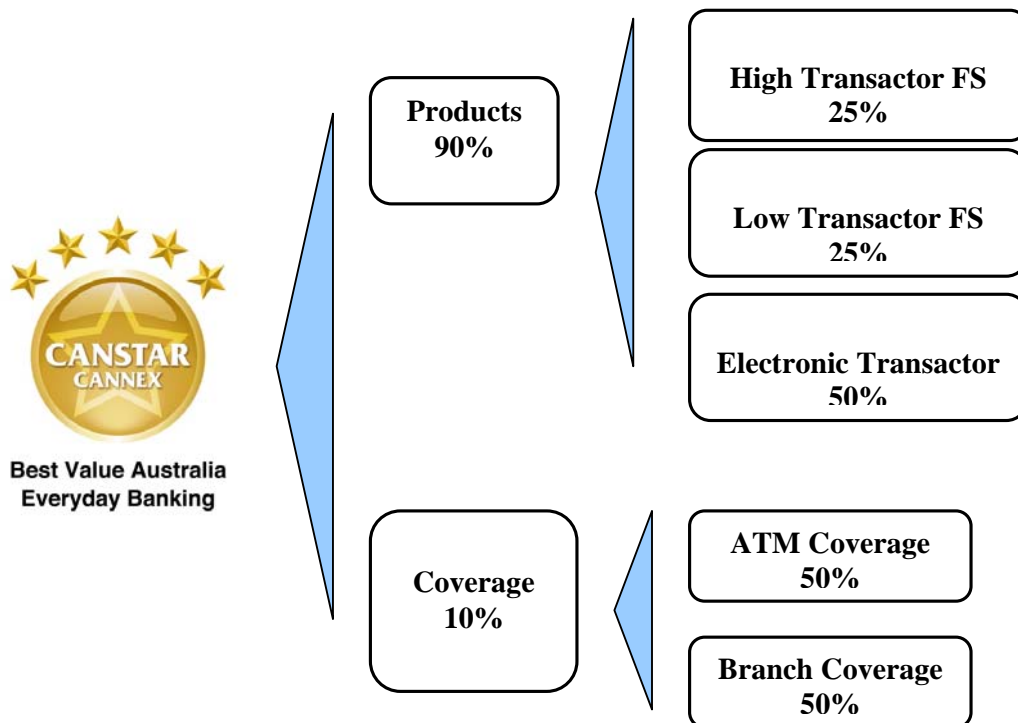 High Transactor FS
25%
Products
90%
Low Transactor FS
25%
CANSTAR
CANNEX
Electronic Transactor
50%
Best Value Australia
Everyday Banking
ATM Coverage
50%
Coverage
10%
Branch Coverage
50%